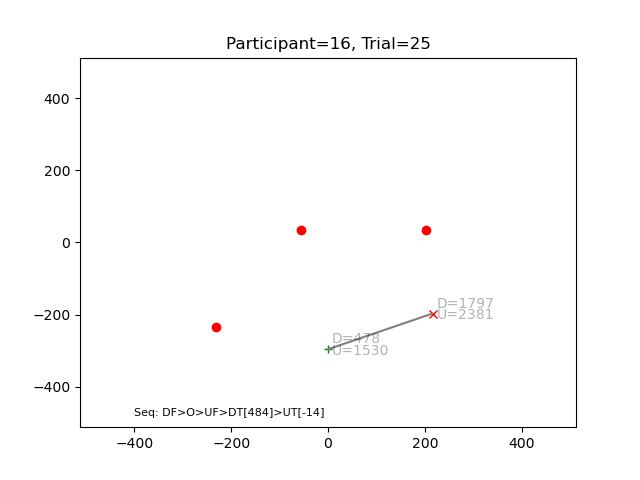 Participant=16, Trial=25
400
200
0
−200
−400
D=1797
U=2381
D=478
U=1530
Seq: DF>O>UF>DT[484]>UT[-14]
−400 −200 0 200 400